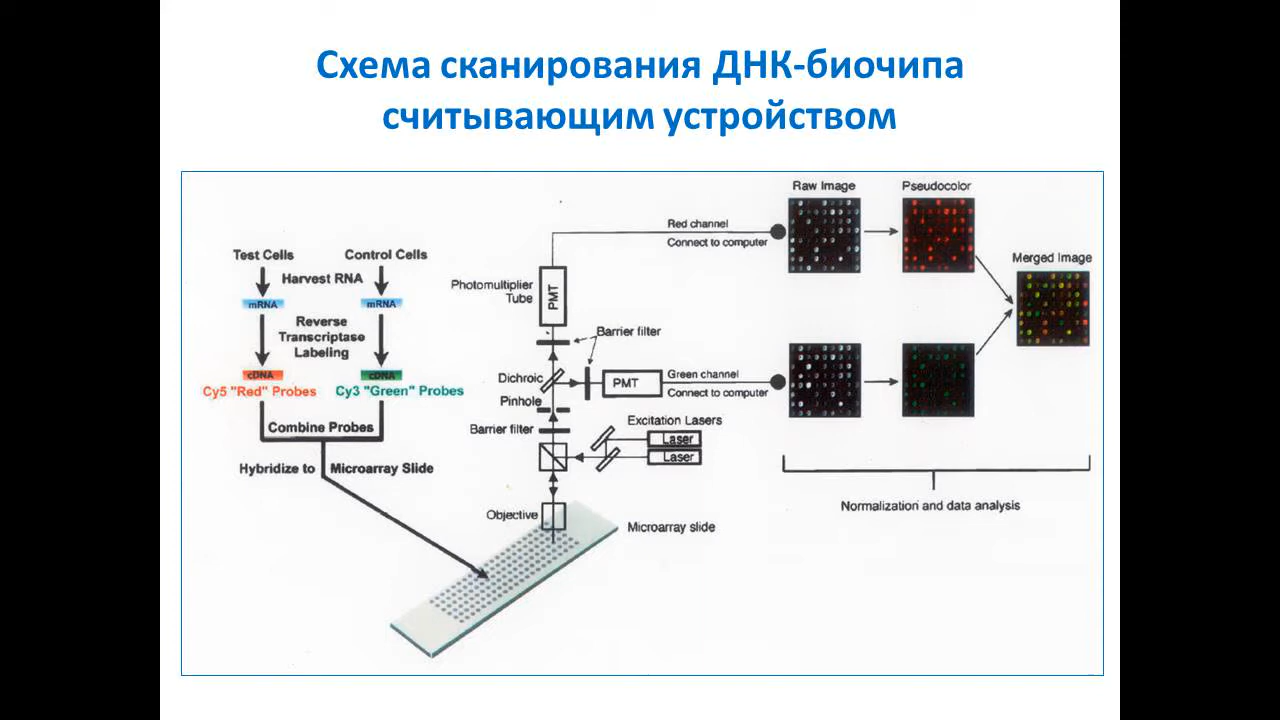 Схема сканирования ДНК-биочипа
считывающим устройством
Test Cells
Control Cells
Harvest RNA
mRNA
mRNA
Reverse
Transcriptase
Labeling
cDNA
cDNA
Cy5 "Red" Probes
Cy3 "Green" Probes
Combine Probes
Hybridize to
Microarray Slide
Photomultiplier
Tube
PMT
Barrier filter
Dichroic
PMT
Pinhole
Barrier filter
Excitation Lasers
Laser
Laser
Objective
Microarray slide
Red channel
Connect to computer
Green channel
Connect to computer
Raw Image
Pseudocolor
Merged Image
Normalization and data analysis